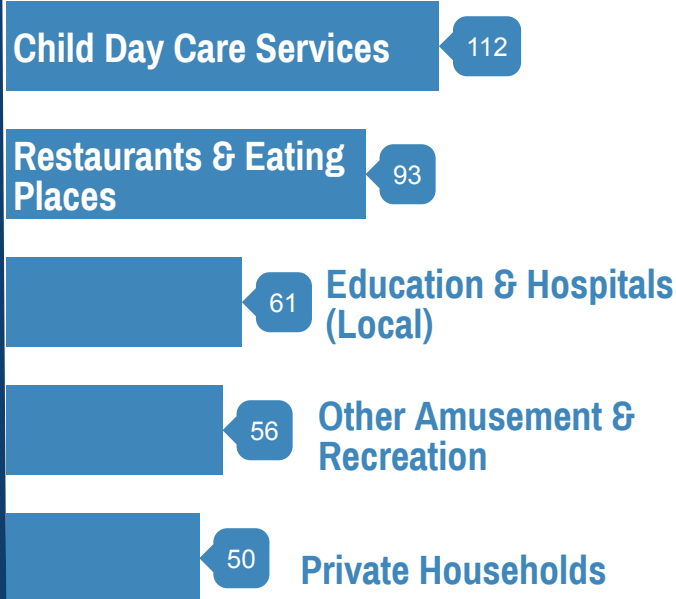 Child Day Care Services
112
Restaurants & Eating
Places
93
61
Education & Hospitals
(Local)
56
Other Amusement &
Recreation
50
Private Households